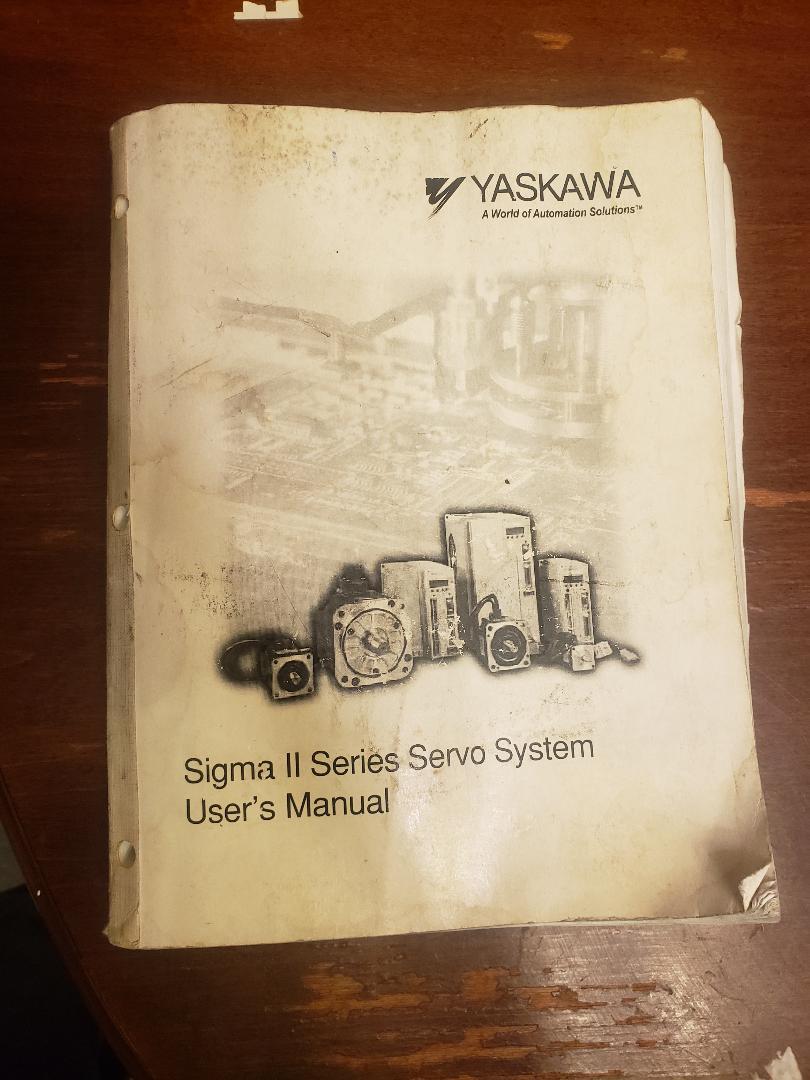 YASKAWA
A World of Automation Solutions™
Sigma II Series Servo System
User's Manual